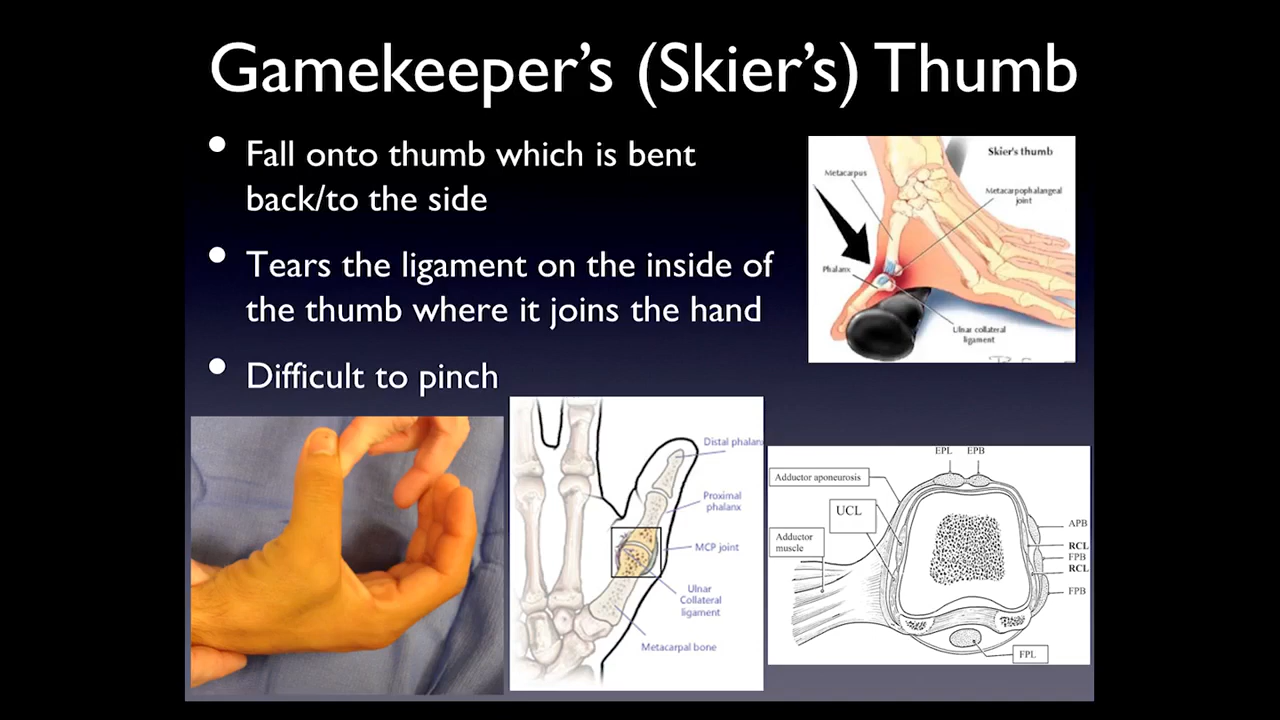 Gamekeeper's (Skier's) Thumb
• Fall onto thumb which is bent
back/to the side
• Tears the ligament on the inside of
the thumb where it joins the hand
• Difficult to pinch
Skier's thumb
Metacarpus
Metacarpophalangeal
joint
Phalanx
Ulnar collateral
ligament
Proximal
phalanx
MCP joint
Ulnar
Collateral
ligament
Metacarpal bone
Distal phalanx
EPL EPB
Adductor aponeurosis
UCL
Adductor
muscle
APB
RCL
FPB
RCL
FPB
FPL